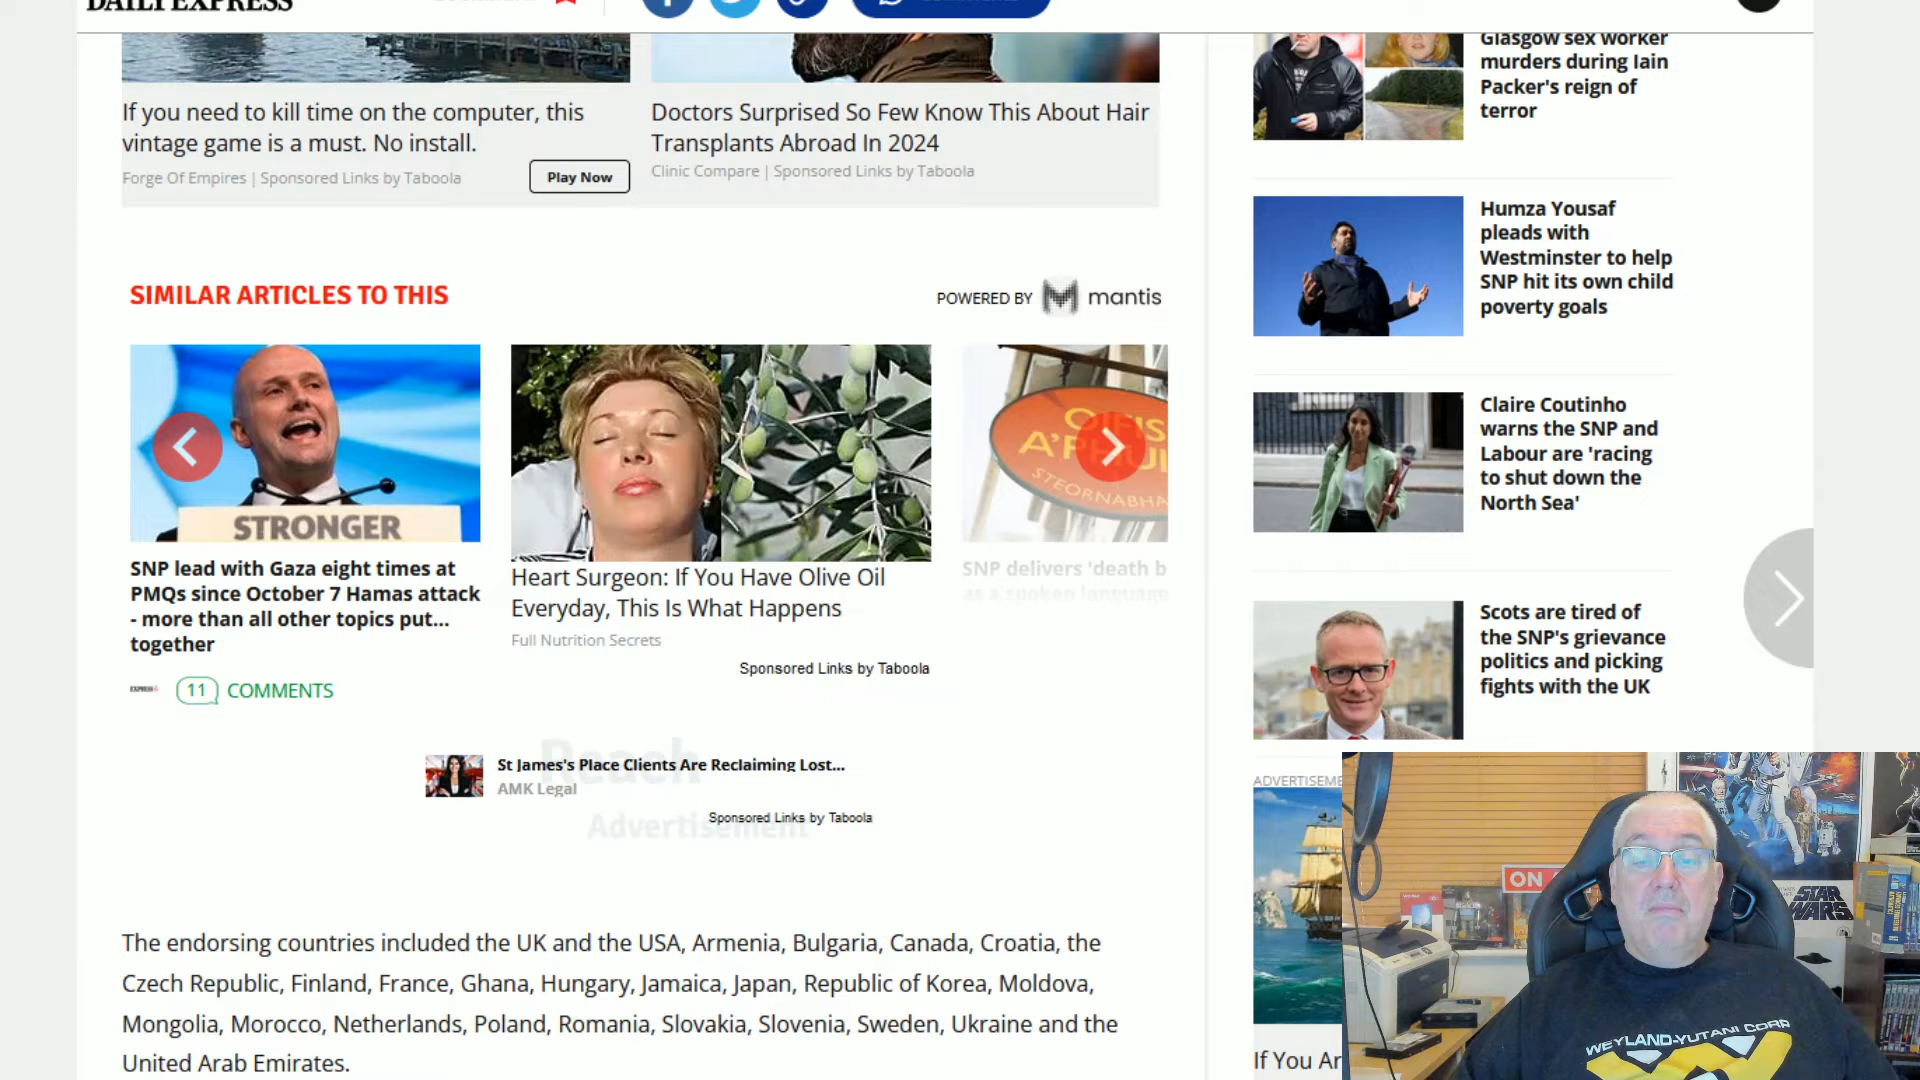 DAILY EXPRESS
If you need to kill time on the computer, this
vintage game is a must. No install.
Forge Of Empires | Sponsored Links by Taboola
Play Now
Doctors Surprised So Few Know This About Hair
Transplants Abroad In 2024
Clinic Compare | Sponsored Links by Taboola
SIMILAR ARTICLES TO THIS
POWERED BY mantis
STRONGER
SNP lead with Gaza eight times at
PMQs since October 7 Hamas attack
- more than all other topics put...
together
11 COMMENTS
Heart Surgeon: If You Have Olive Oil
Everyday, This Is What Happens
Full Nutrition Secrets
Sponsored Links by Taboola
OIFIS
A'PHUI
STEORNABHA
SNP delivers 'death b
as a spoken language
Reach
Advertisement
St James's Place Clients Are Reclaiming Lost...
AMK Legal
Sponsored Links by Taboola
The endorsing countries included the UK and the USA, Armenia, Bulgaria, Canada, Croatia, the
Czech Republic, Finland, France, Ghana, Hungary, Jamaica, Japan, Republic of Korea, Moldova,
Mongolia, Morocco, Netherlands, Poland, Romania, Slovakia, Slovenia, Sweden, Ukraine and the
United Arab Emirates.
Glasgow sex worker
murders during Iain
Packer's reign of
terror
Humza Yousaf
pleads with
Westminster to help
SNP hit its own child
poverty goals
Claire Coutinho
warns the SNP and
Labour are 'racing
to shut down the
North Sea'
Scots are tired of
the SNP's grievance
politics and picking
fights with the UK
ADVERTISEME
If You Ar
ON
STAR
WARS
WEYLAND-YUTANI CORP